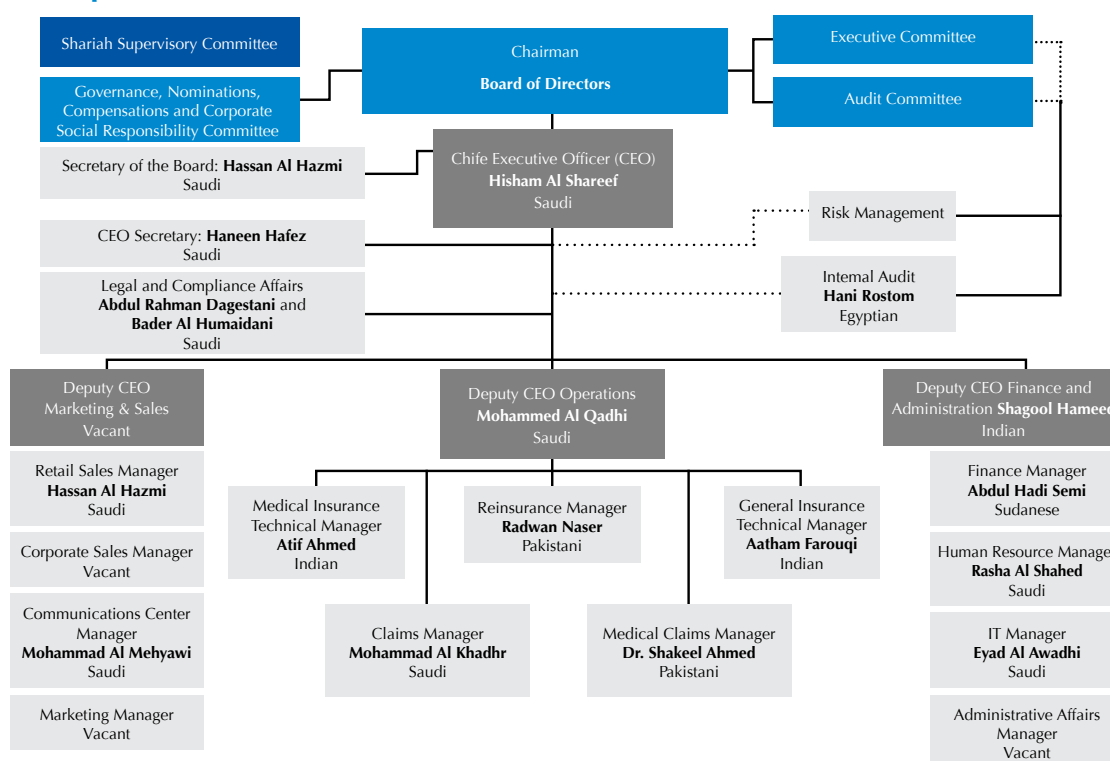 Shariah Supervisory Committee
Governance, Nominations,
Compensations and Corporate
Social Responsibility Committee
Chairman
Board of Directors
Executive Committee
Audit Committee
Secretary of the Board: Hassan Al Hazmi
Saudi
Chife Executive Officer (CEO)
Hisham Al Shareef
Saudi
CEO Secretary: Haneen Hafez
Saudi
Legal and Compliance Affairs
Abdul Rahman Dagestani and
Bader Al Humaidani
Saudi
Risk Management
Intemal Audit
Hani Rostom
Egyptian
Deputy CEO
Marketing & Sales
Vacant
Retail Sales Manager
Hassan Al Hazmi
Saudi
Corporate Sales Manager
Vacant
Communications Center
Manager
Mohammad Al Mehyawi
Saudi
Marketing Manager
Vacant
Deputy CEO Operations
Mohammed Al Qadhi
Saudi
Medical Insurance
Technical Manager
Atif Ahmed
Indian
Reinsurance Manager
Radwan Naser
Pakistani
General Insurance
Technical Manager
Aatham Farouqi
Indian
Claims Manager
Mohammad Al Khadhr
Saudi
Medical Claims Manager
Dr. Shakeel Ahmed
Pakistani
Deputy CEO Finance and
Administration Shagool Hameed
Indian
Finance Manager
Abdul Hadi Semi
Sudanese
Human Resource Manage
Rasha Al Shahed
Saudi
IT Manager
Eyad Al Awadhi
Saudi
Administrative Affairs
Manager
Vacant